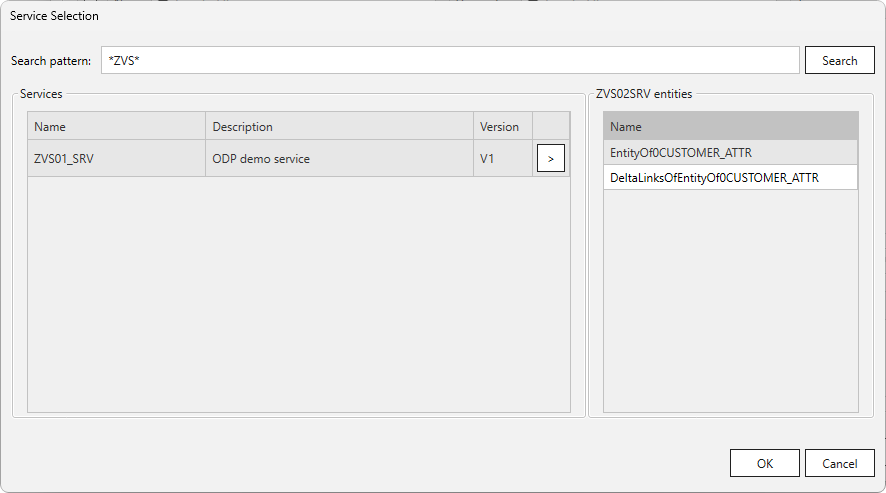 Service Selection
Search pattern: *ZVS* Search
Services
Name Description Version
ZVS01_SRV ODP demo service V1 >
ZVS02SRV entities
Name
EntityOf0CUSTOMER_ATTR
DeltaLinksOfEntityOf0CUSTOMER_ATTR
OK Cancel